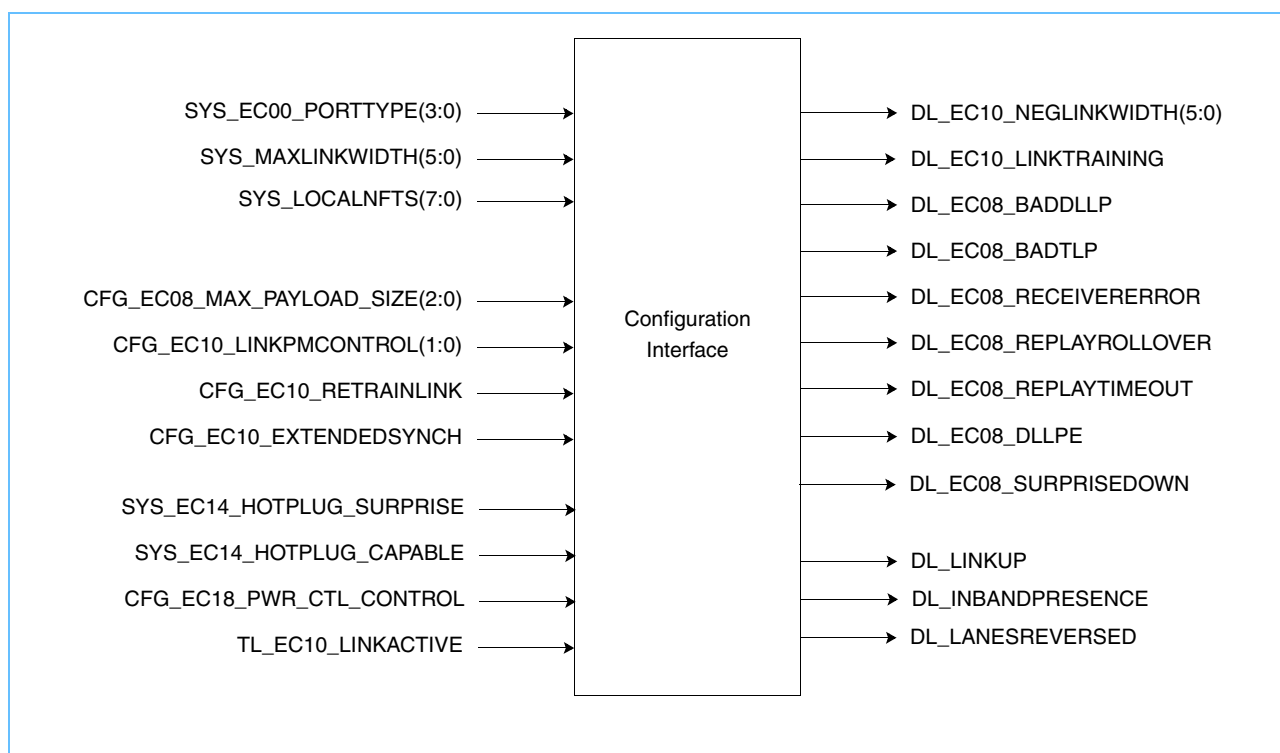 SYS_EC00_PORTTYPE(3:0)
SYS_MAXLINKWIDTH(5:0)
SYS_LOCALNFTS(7:0)
CFG_EC08_MAX_PAYLOAD_SIZE(2:0)
CFG_EC10_LINKPMCONTROL(1:0)
CFG_EC10_RETRAINLINK
CFG_EC10_EXTENDEDSYNCH
SYS_EC14_HOTPLUG_SURPRISE
SYS_EC14_HOTPLUG_CAPABLE
CFG_EC18_PWR_CTL_CONTROL
TL_EC10_LINKACTIVE
Configuration
Interface
DL_EC10_NEGLINKWIDTH(5:0)
DL_EC10_LINKTRAINING
DL_EC08_BADDLLP
DL_EC08_BADTLP
DL_EC08_RECEIVERERROR
DL_EC08_REPLAYROLLOVER
DL_EC08_REPLAYTIMEOUT
DL_EC08_DLLPE
DL_EC08_SURPRISEDOWN
DL_LINKUP
DL_INBANDPRESENCE
DL_LANESREVERSED